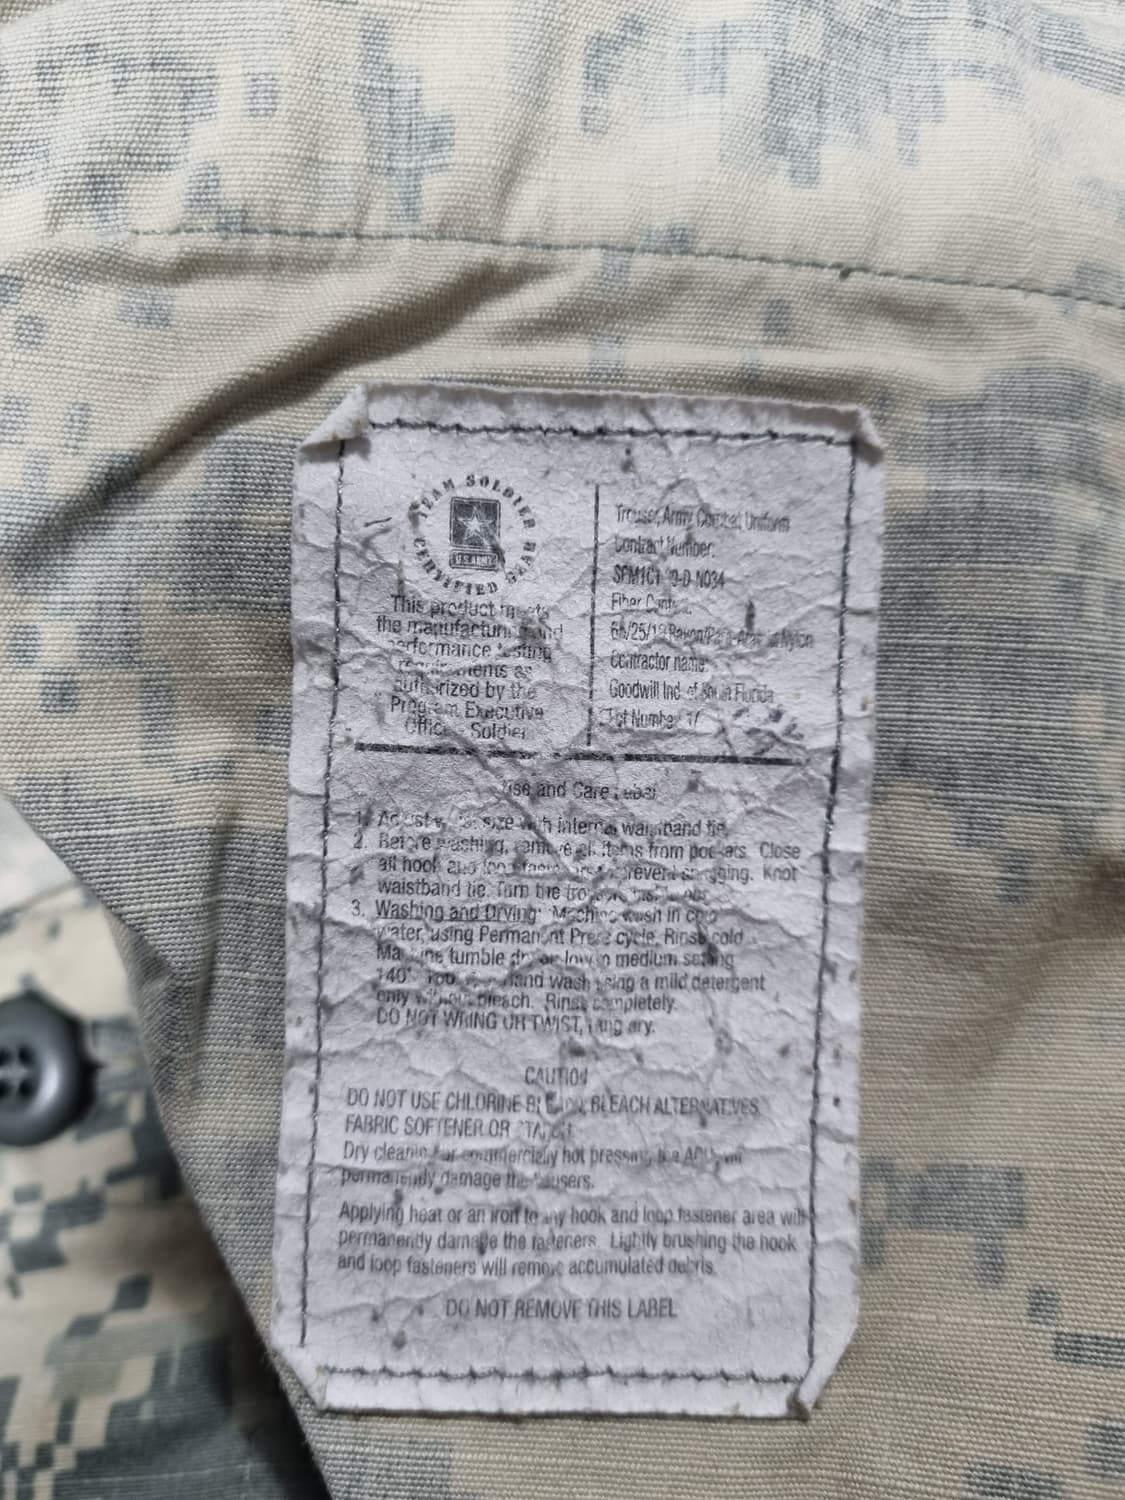 TEAM SOLDIER
U.S. ARMY
CERTIFIED GEAR
This product meets
the manufacturing and
performance testing
requirements as
authorized by the
Program Executive
Office - Soldier
Trouser, Army Combat Uniform
Contract Number:
Fiber
Rayon/Para-Aramid/Nylon
Contractor name:
Goodwill Ind. of South Florida
Lot Number
Use and Care Label
1. Adjust size with internal waistband tie.
2. Before washing, remove all items from pockets. Close
all hook and loop prevent snagging. Knot
waistband tie. Turn the
3. Washing and Drying: Machine wash in cold
water, using Permanent Press cycle. Rinse cold.
Machine tumble dry on low to medium setting
140° Hand wash using a mild detergent
only without bleach. Rinse completely.
DO NOT WRING OR TWIST, hang dry.
CAUTION
DO NOT USE CHLORINE BLEACH, BLEACH ALTERNATIVES,
FABRIC SOFTENER OR STARCH
Dry cleaning or commercially hot pressing the ACU will
permanently damage the trousers.
Applying heat or an iron to any hook and loop fastener area will
permanently damage the fasteners. Lightly brushing the hook
and loop fasteners will remove accumulated debris.
DO NOT REMOVE THIS LABEL